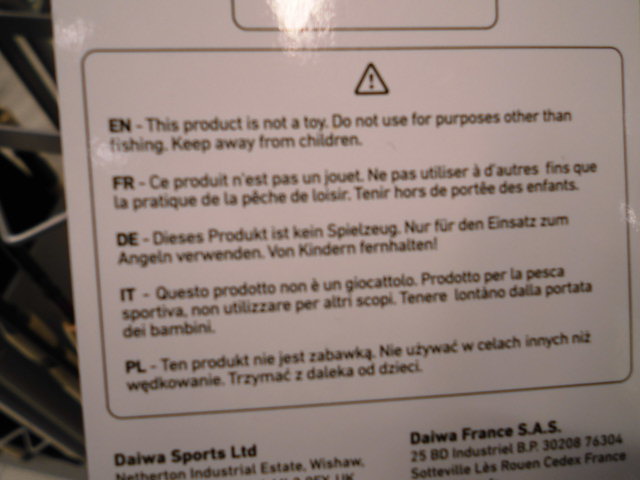 EN - This product is not a toy. Do not use for purposes other than
fishing. Keep away from children.
FR - Ce produit n'est pas un jouet. Ne pas utiliser à d'autres fins que
la pratique de la pêche de loisir. Tenir hors de portée des enfants.
DE - Dieses Produkt ist kein Spielzeug. Nur für den Einsatz zum
Angeln verwenden. Von Kindern fernhalten!
IT - Questo prodotto non è un giocattolo. Prodotto per la pesca
sportiva, non utilizzare per altri scopi. Tenere lontano dalla portata
dei bambini.
PL - Ten produkt nie jest zabawką. Nie używać w celach innych niż
wędkowanie. Trzymać z daleka od dzieci.
Daiwa Sports Ltd
Netherton Industrial Estate, Wishaw,
UK
Daiwa France S.A.S.
25 BD Industriel B.P. 30208 76304
Sotteville Lès Rouen Cedex France